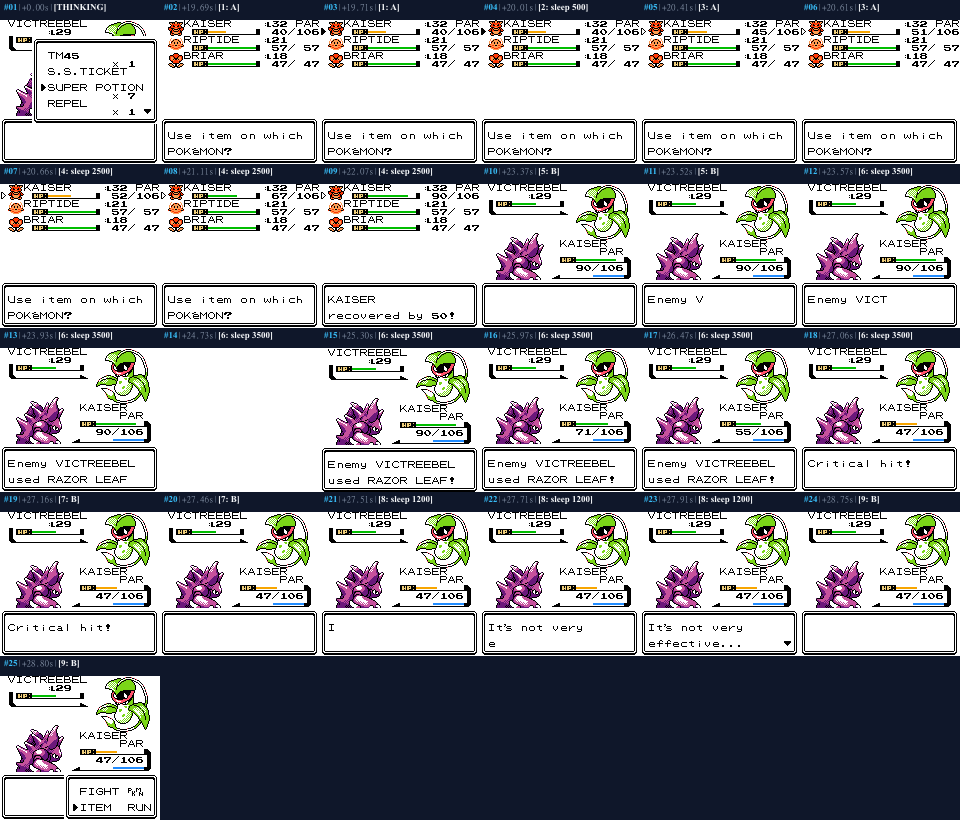 #01|+0.00s|[THINKING]
VICTREEBEL
:L29
TM45
x 1
S.S.TICKET
▶SUPER POTION
x 7
REPEL
x 1 ▼
#02|+19.69s|[1: A]
KAISER :L32 PAR
40/106
RIPTIDE :L21
57/ 57
BRIAR :L18
47/ 47
Use item on which
POKéMON?
#03|+19.71s|[1: A]
KAISER :L32 PAR
40/106
RIPTIDE :L21
57/ 57
BRIAR :L18
47/ 47
Use item on which
POKéMON?
#04|+20.01s|[2: sleep 500]
KAISER :L32 PAR
40/106
RIPTIDE :L21
57/ 57
BRIAR :L18
47/ 47
Use item on which
POKéMON?
#05|+20.41s|[3: A]
KAISER :L32 PAR
45/106
RIPTIDE :L21
57/ 57
BRIAR :L18
47/ 47
Use item on which
POKéMON?
#06|+20.61s|[3: A]
KAISER :L32 PAR
51/106
RIPTIDE :L21
57/ 57
BRIAR :L18
47/ 47
Use item on which
POKéMON?
#07|+20.66s|[4: sleep 2500]
KAISER :L32 PAR
52/106
RIPTIDE :L21
57/ 57
BRIAR :L18
47/ 47
Use item on which
POKéMON?
#08|+21.11s|[4: sleep 2500]
KAISER :L32 PAR
57/106
RIPTIDE :L21
57/ 57
BRIAR :L18
47/ 47
Use item on which
POKéMON?
#09|+22.07s|[4: sleep 2500]
KAISER :L32 PAR
90/106
RIPTIDE :L21
57/ 57
BRIAR :L18
47/ 47
KAISER
recovered by 50!
#10|+23.37s|[5: B]
VICTREEBEL
:L29
KAISER
PAR
90/106
#11|+23.52s|[5: B]
VICTREEBEL
:L29
KAISER
PAR
90/106
Enemy V
#12|+23.57s|[6: sleep 3500]
VICTREEBEL
:L29
KAISER
PAR
90/106
Enemy VICT
#13|+23.93s|[6: sleep 3500]
VICTREEBEL
:L29
KAISER
PAR
90/106
Enemy VICTREEBEL
used RAZOR LEAF
#14|+24.73s|[6: sleep 3500]
#15|+25.30s|[6: sleep 3500]
VICTREEBEL
:L29
KAISER
PAR
90/106
Enemy VICTREEBEL
used RAZOR LEAF!
#16|+25.97s|[6: sleep 3500]
VICTREEBEL
:L29
KAISER
PAR
71/106
Enemy VICTREEBEL
used RAZOR LEAF!
#17|+26.47s|[6: sleep 3500]
VICTREEBEL
:L29
KAISER
PAR
55/106
Enemy VICTREEBEL
used RAZOR LEAF!
#18|+27.06s|[6: sleep 3500]
VICTREEBEL
:L29
KAISER
PAR
47/106
Critical hit!
#19|+27.16s|[7: B]
VICTREEBEL
:L29
KAISER
PAR
47/106
Critical hit!
#20|+27.46s|[7: B]
VICTREEBEL
:L29
KAISER
PAR
47/106
#21|+27.51s|[8: sleep 1200]
VICTREEBEL
:L29
KAISER
PAR
47/106
I
#22|+27.71s|[8: sleep 1200]
VICTREEBEL
:L29
KAISER
PAR
47/106
It's not very
e
#23|+27.91s|[8: sleep 1200]
VICTREEBEL
:L29
KAISER
PAR
47/106
It's not very
effective... ▼
#24|+28.75s|[9: B]
VICTREEBEL
:L29
KAISER
PAR
47/106
#25|+28.80s|[9: B]
VICTREEBEL
:L29
KAISER
PAR
47/106
FIGHT PKMN
▶ITEM RUN